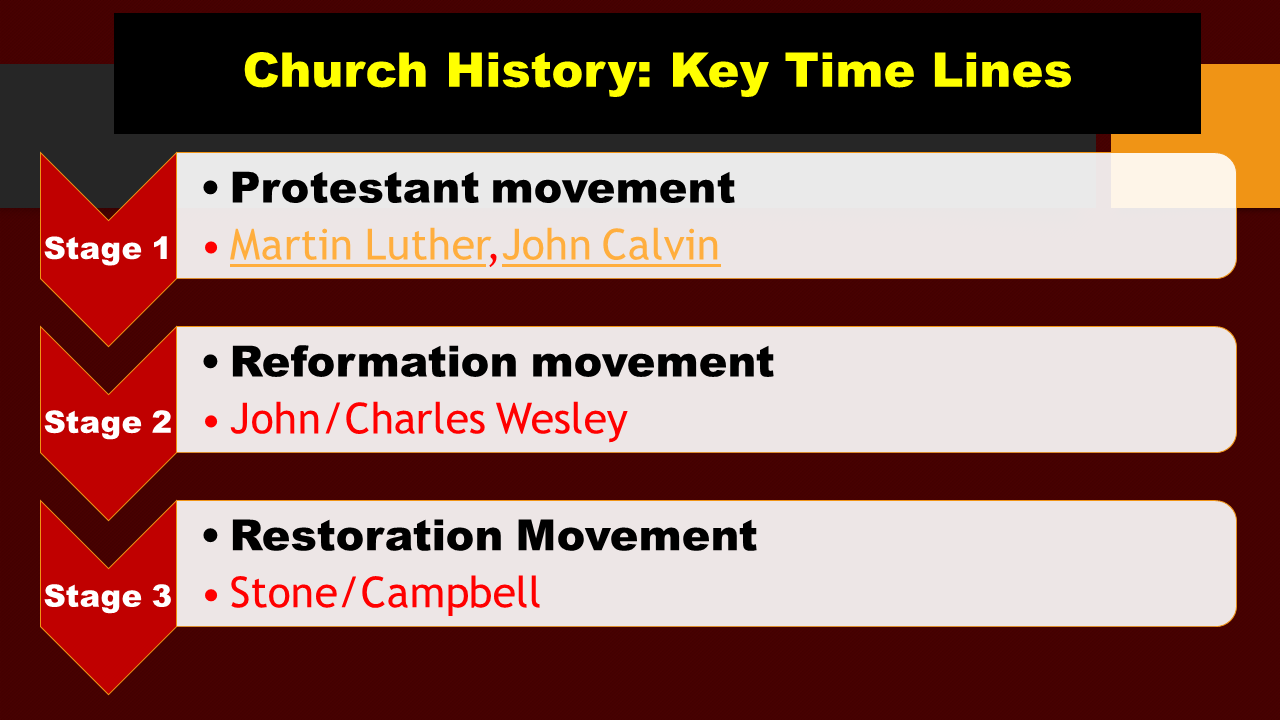 Church History: Key Time Lines
Stage 1
• Protestant movement
• Martin Luther, John Calvin
Stage 2
• Reformation movement
• John/Charles Wesley
Stage 3
• Restoration Movement
• Stone/Campbell